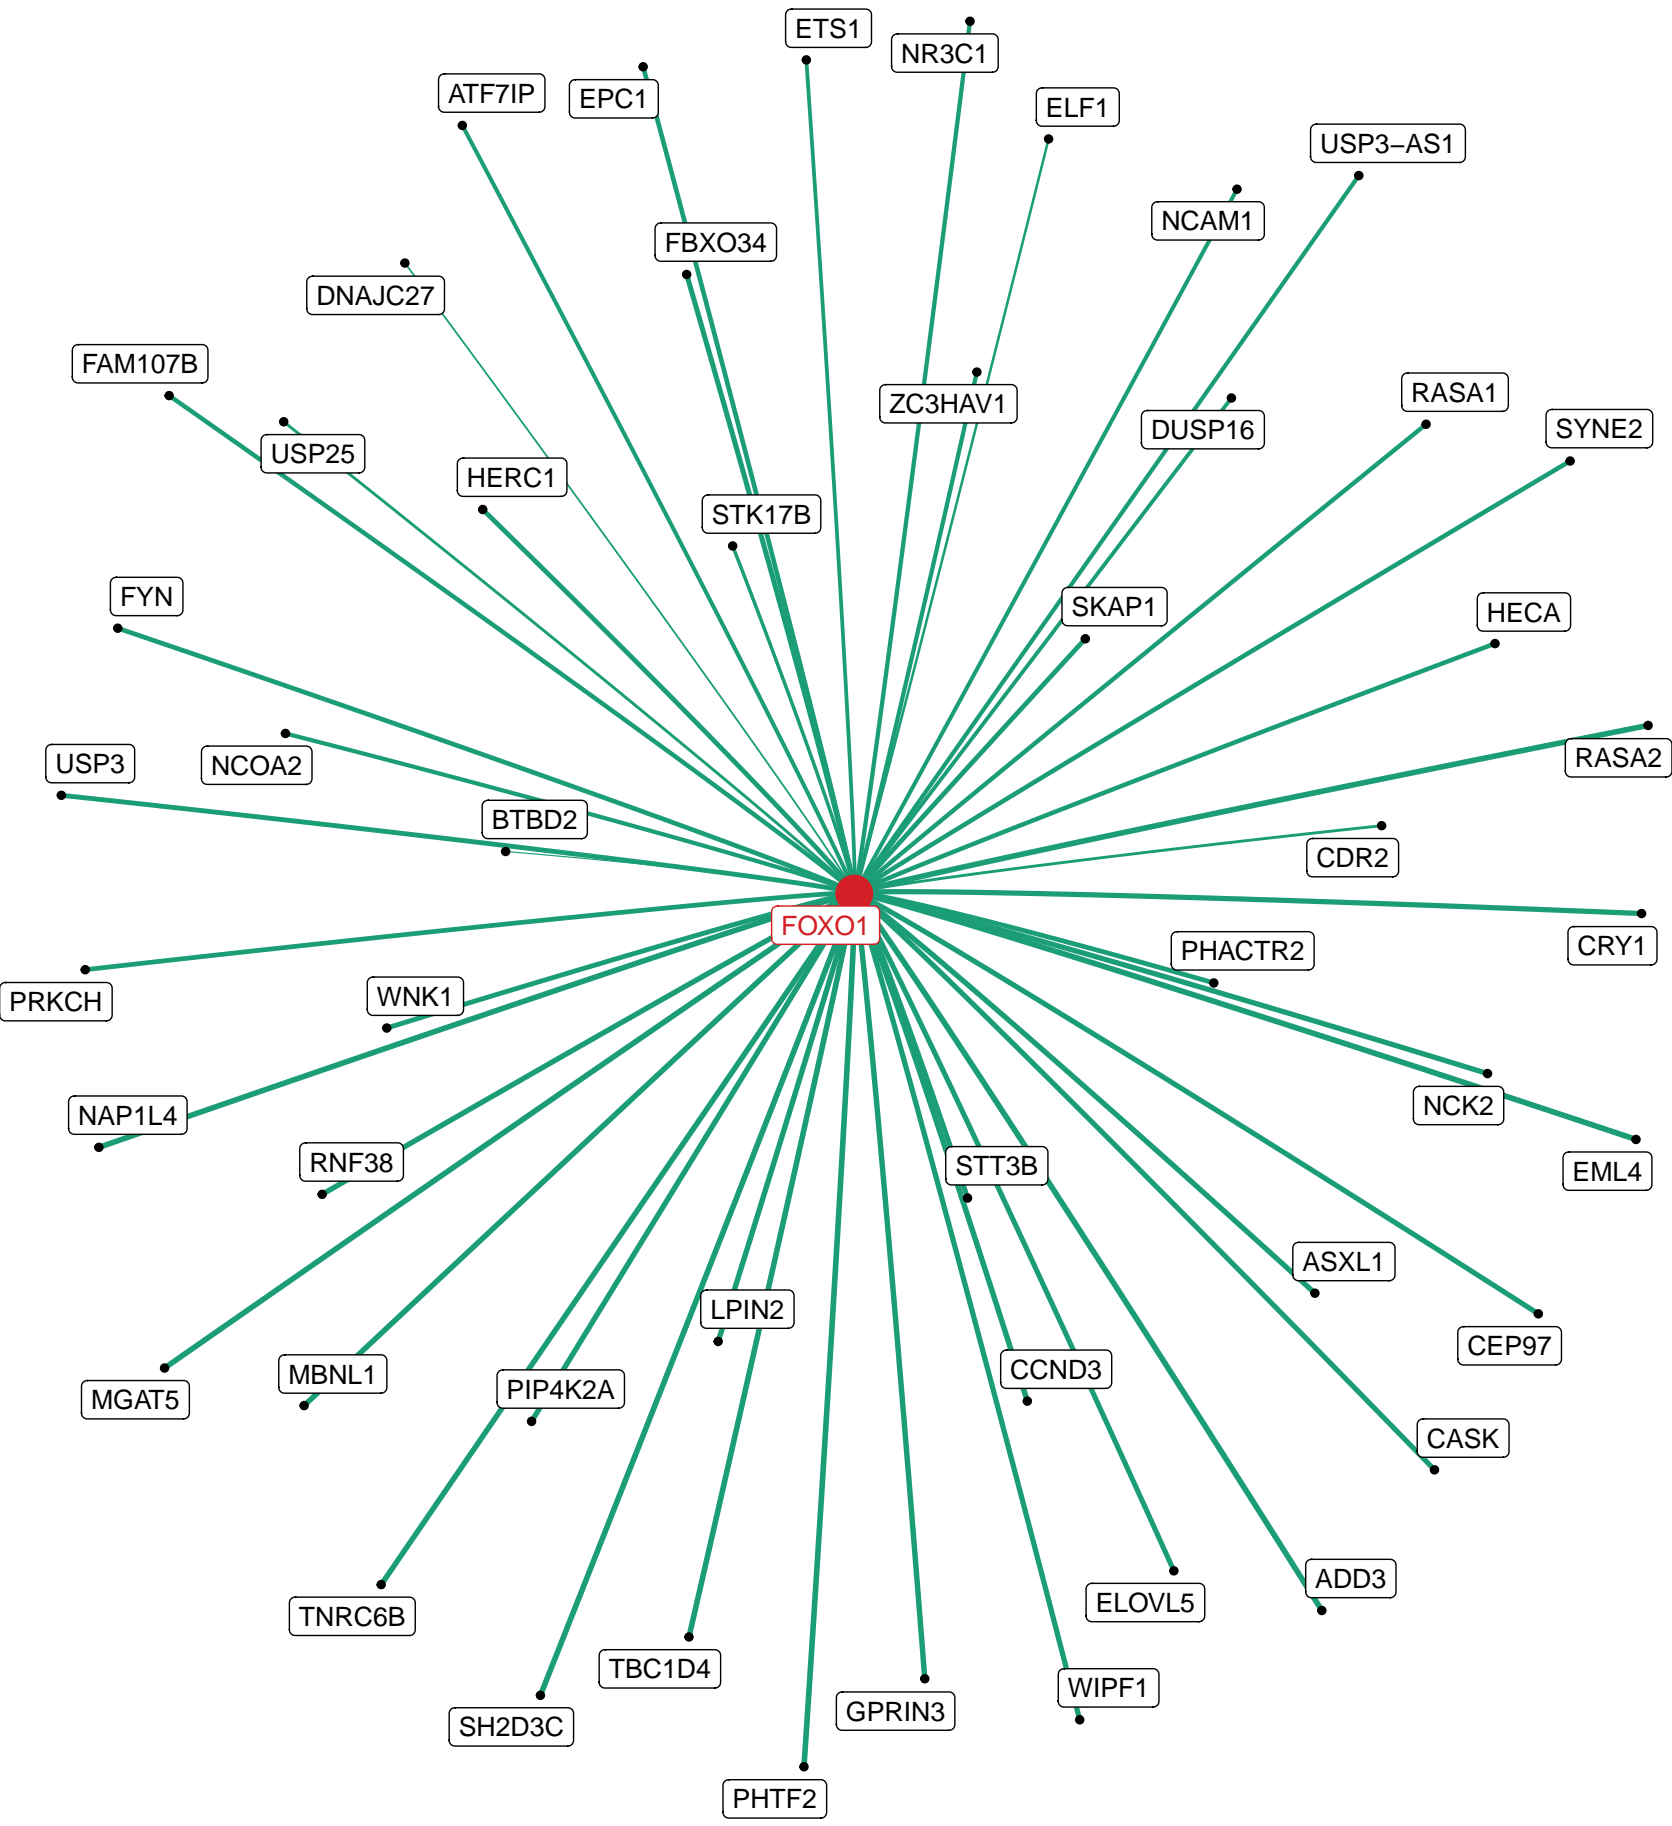 ETS1
NR3C1
ATF7IP
EPC1
ELF1
USP3−AS1
NCAM1
FBXO34
DNAJC27
FAM107B
RASA1
ZC3HAV1
DUSP16
SYNE2
USP25
HERC1
STK17B
FYN
SKAP1
HECA
USP3
NCOA2
RASA2
BTBD2
CDR2
FOXO1
CRY1
PHACTR2
PRKCH
WNK1
NCK2
NAP1L4
RNF38
STT3B
EML4
ASXL1
LPIN2
CEP97
CCND3
MBNL1
PIP4K2A
MGAT5
CASK
ADD3
ELOVL5
TNRC6B
TBC1D4
WIPF1
GPRIN3
SH2D3C
PHTF2